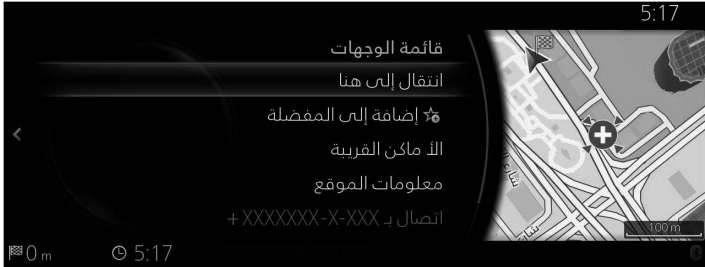 5:17
قائمة الوجهات
انتقال إلى هنا
إضافة إلى المفضلة
الأ ماكن القريبة
معلومات الموقع
اتصال بـ XXXXXXX-X-XXX +
شارع
100 m
0 m
5:17